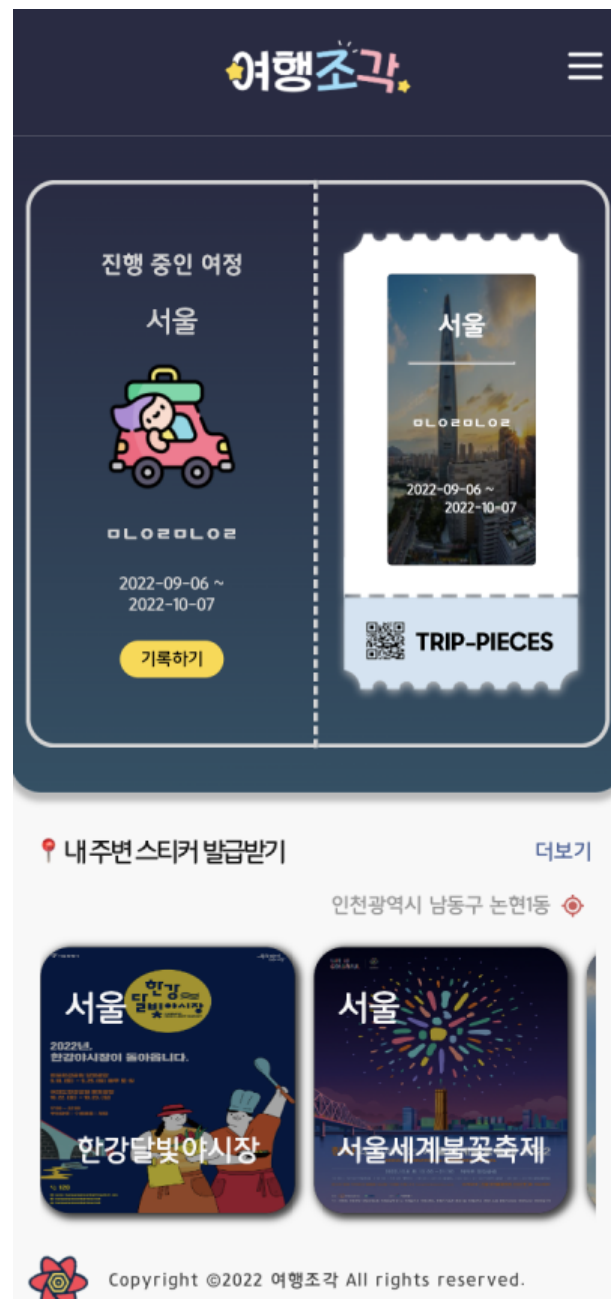 여행조각
진행 중인 여정
서울
ㅁㄴㅇㄹㅁㄴㅇㄹ
2022-09-06 ~
2022-10-07
기록하기
서울
ㅁㄴㅇㄹㅁㄴㅇㄹ
2022-09-06 ~
2022-10-07
TRIP-PIECES
📍 내 주변 스티커 발급받기
더보기
인천광역시 남동구 논현1동
서울
한강
달빛야시장
2022년,
한강야시장이 돌아옵니다.
한강달빛야시장
서울
서울세계불꽃축제
Copyright ©2022 여행조각 All rights reserved.